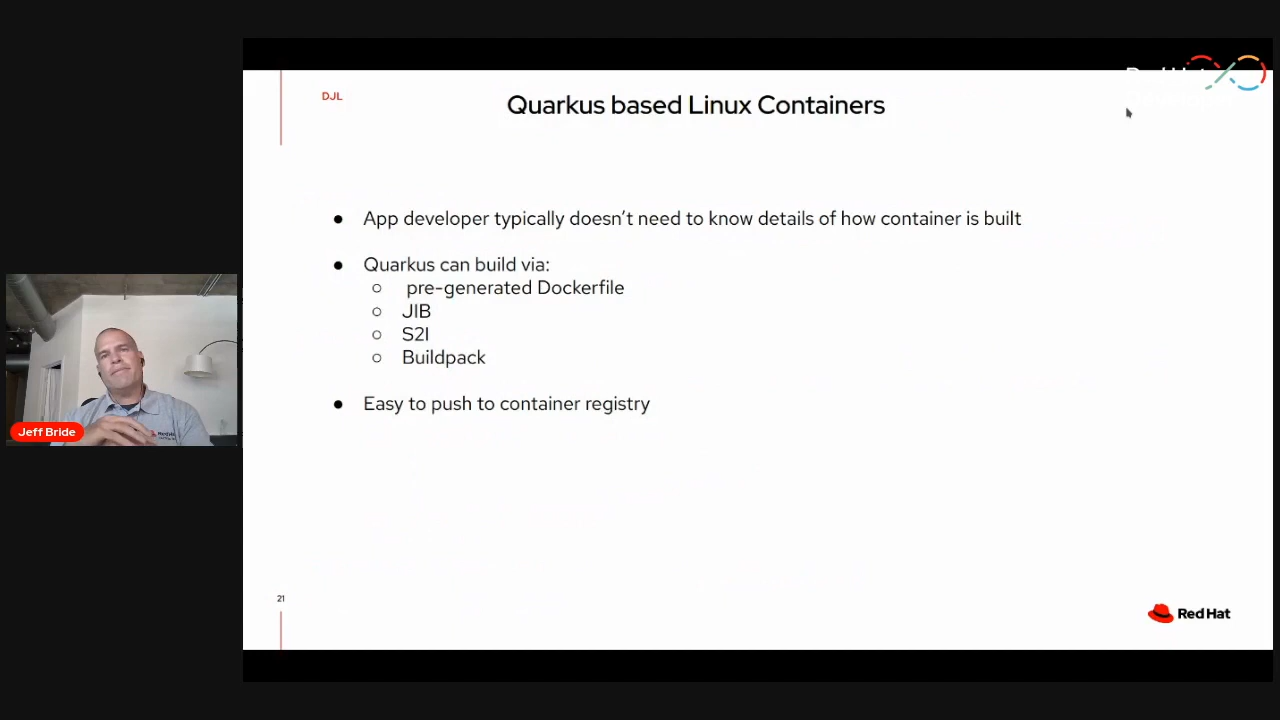 DJL
Quarkus based Linux Containers
● App developer typically doesn't need to know details of how container is built
● Quarkus can build via:
○ pre-generated Dockerfile
○ JIB
○ S2I
○ Buildpack
● Easy to push to container registry
Jeff Bride
21
Red Hat